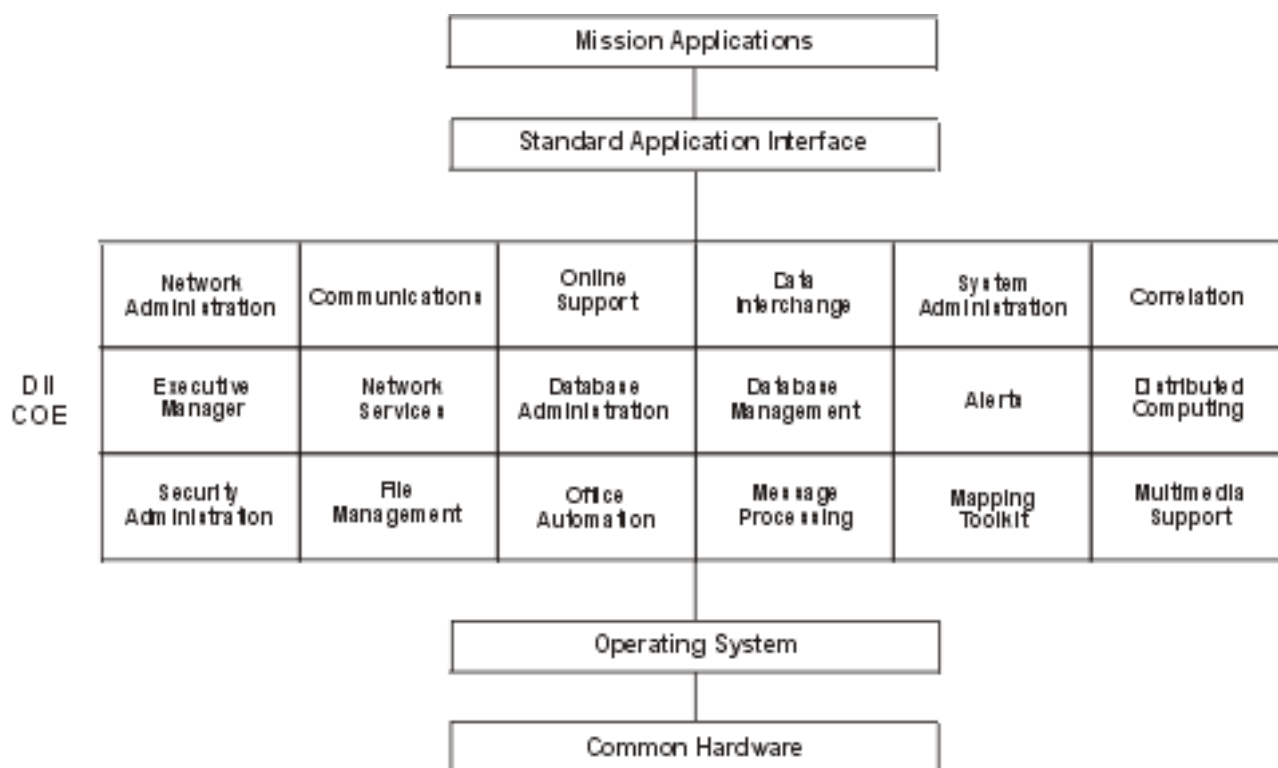 Mission Applications
Standard Application Interface
Network
Administration
Communications
Online
Support
Data
Interchange
System
Administration
Correlation
DII
COE
Executive
Manager
Network
Services
Database
Administration
Database
Management
Alerts
Distributed
Computing
Security
Administration
File
Management
Office
Automation
Message
Processing
Mapping
Toolkit
Multimedia
Support
Operating System
Common Hardware